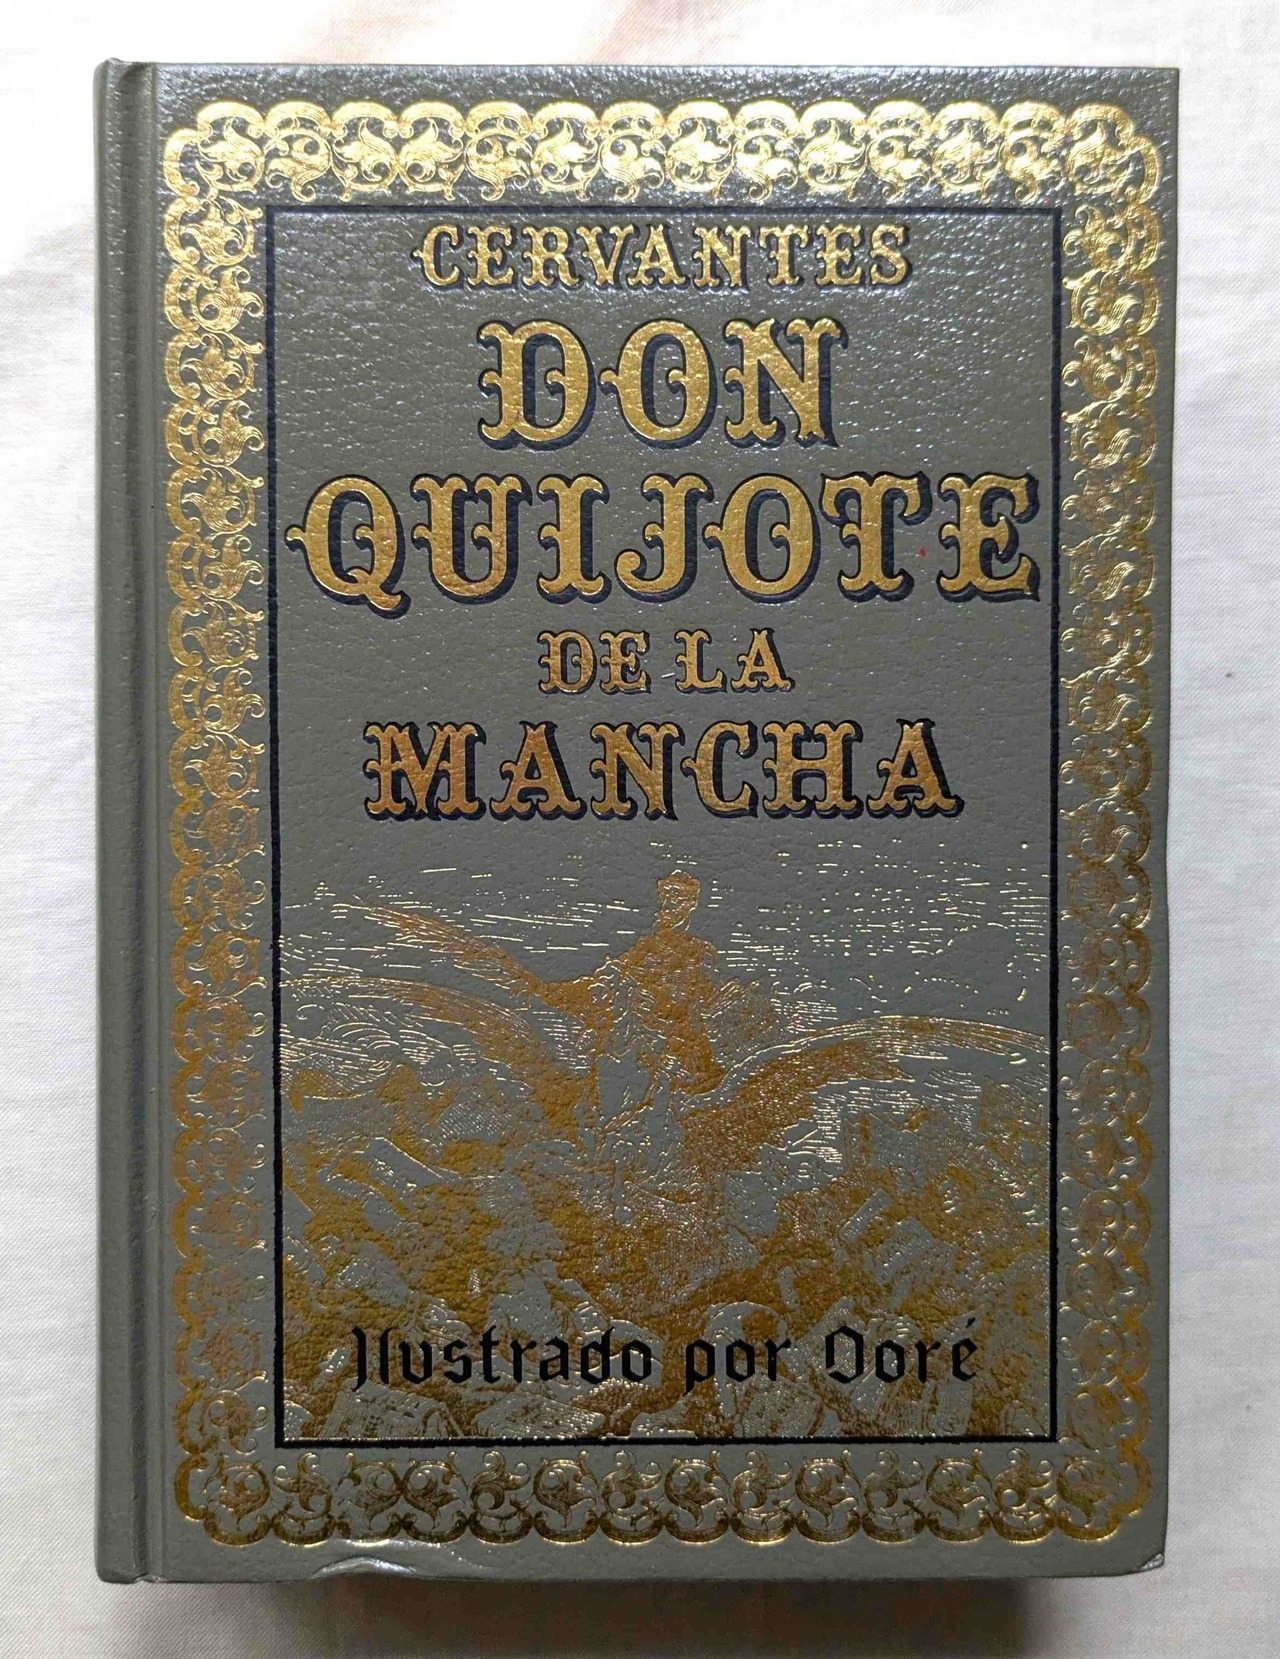 CERVANTES
DON
QUIJOTE
DE LA
MANCHA
Ilustrado por Doré